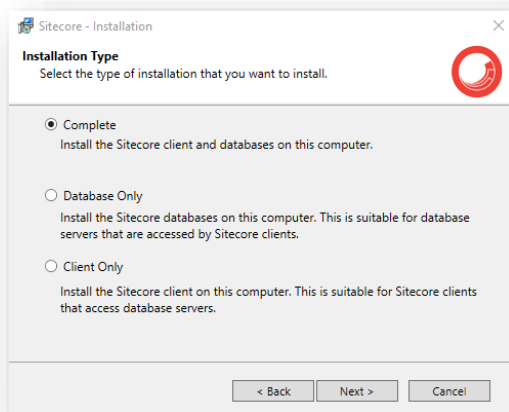 Sitecore - Installation
Installation Type
Select the type of installation that you want to install.
Complete
Install the Sitecore client and databases on this computer.
Database Only
Install the Sitecore databases on this computer. This is suitable for database
servers that are accessed by Sitecore clients.
Client Only
Install the Sitecore client on this computer. This is suitable for Sitecore clients
that access database servers.
< Back Next > Cancel